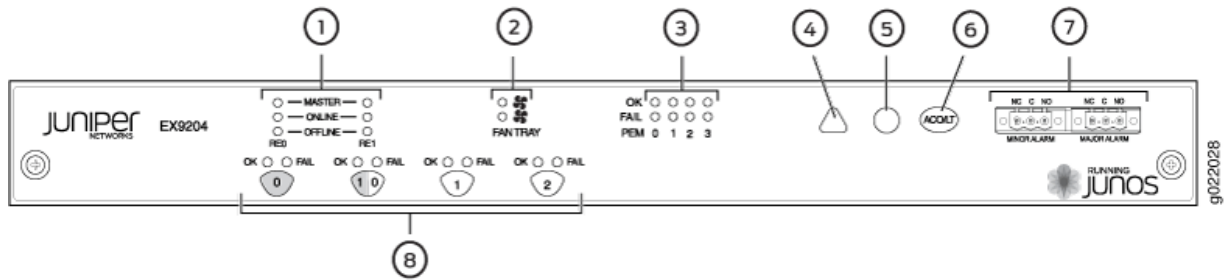 1 2 3 4 5 6 7
JUNIPER
NETWORKS
EX9204
MASTER
ONLINE
OFFLINE
RE0 RE1
FAN TRAY
OK
FAIL
PEM 0 1 2 3
ACO/LT
NC C NO NC C NO
MINOR ALARM MAJOR ALARM
OK FAIL OK FAIL OK FAIL OK FAIL
0 1 0 1 2
RUNNING
JUNOS
8
g022028